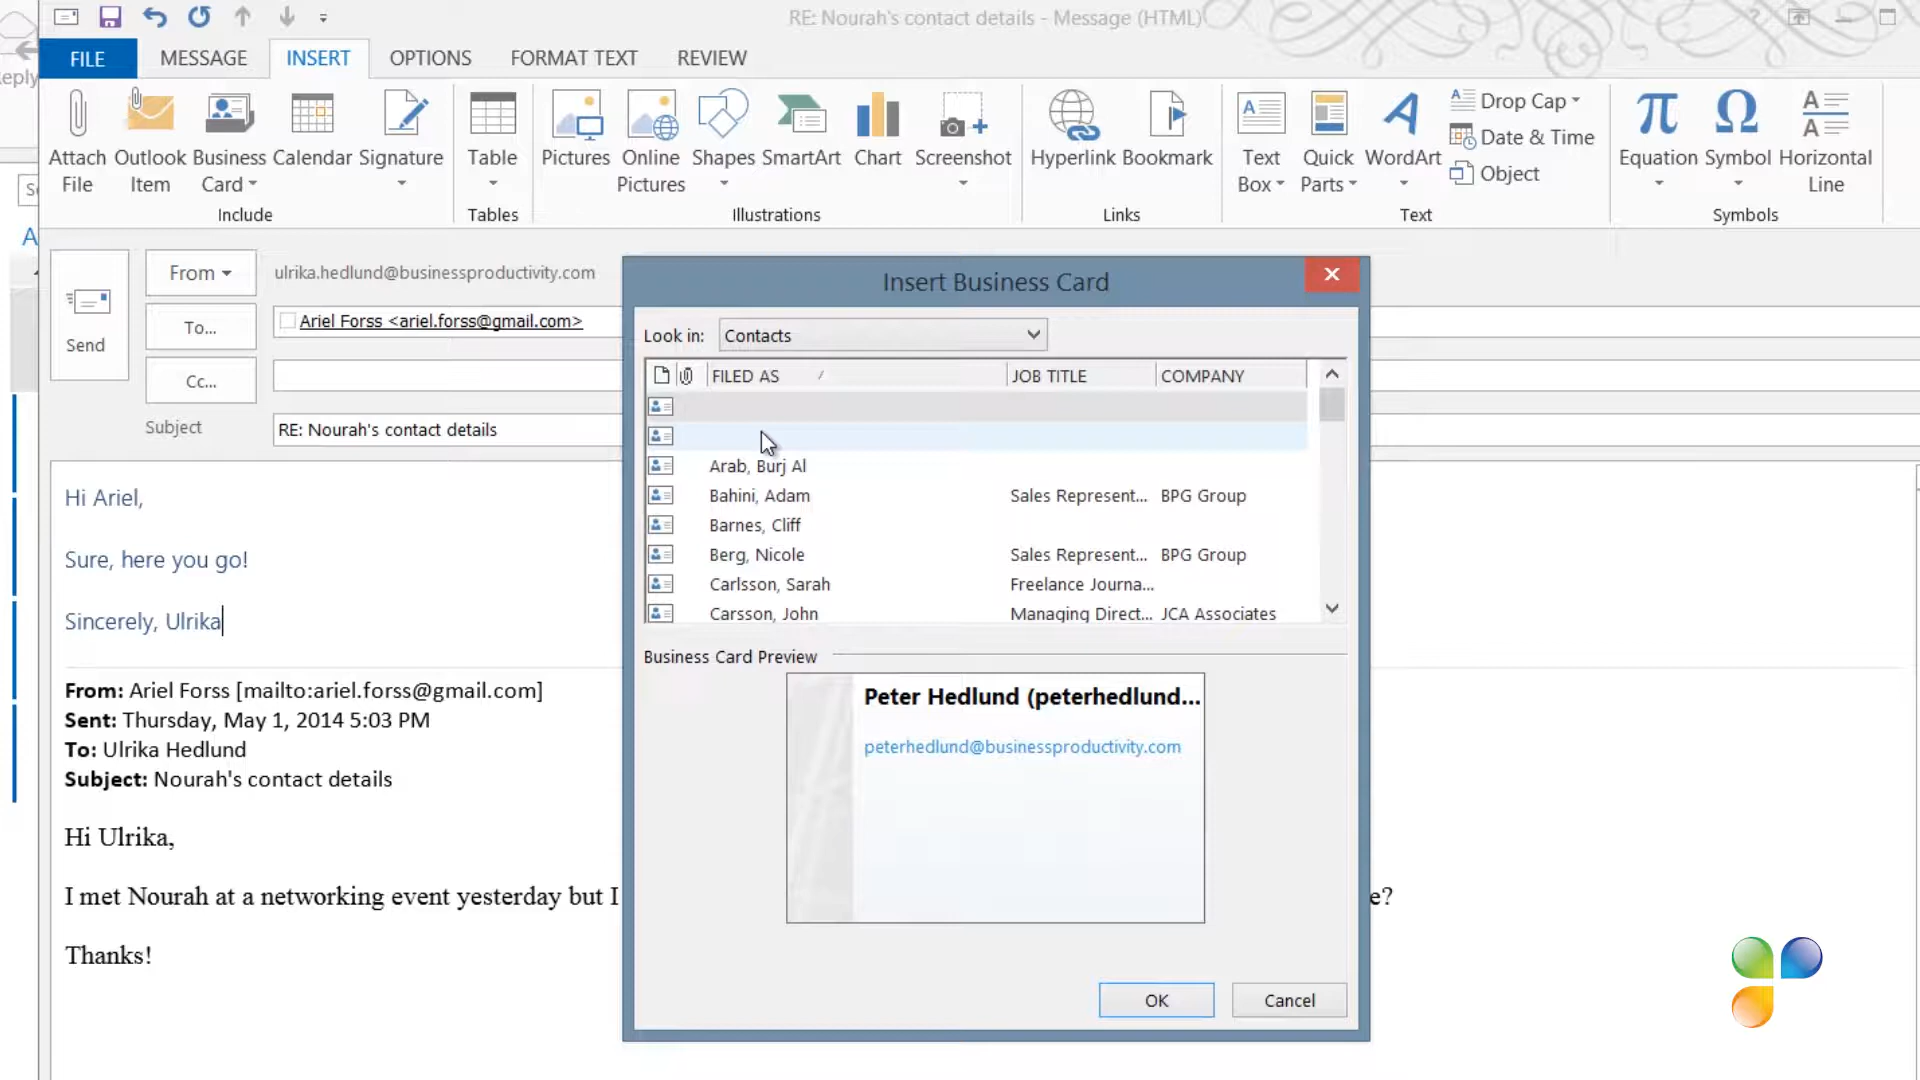 RE: Nourah's contact details - Message (HTML)
FILE MESSAGE INSERT OPTIONS FORMAT TEXT REVIEW
Attach File
Outlook Item
Business Card
Calendar
Signature
Include
Table
Tables
Pictures
Online Pictures
Shapes
SmartArt
Chart
Screenshot
Illustrations
Hyperlink
Bookmark
Links
Text Box
Quick Parts
WordArt
Drop Cap
Date & Time
Object
Text
Equation
Symbol
Horizontal Line
Symbols
Send
From ulrika.hedlund@businessproductivity.com
To... Ariel Forss <ariel.forss@gmail.com>
Cc...
Subject RE: Nourah's contact details
Hi Ariel,
Sure, here you go!
Sincerely, Ulrika
From: Ariel Forss [mailto:ariel.forss@gmail.com]
Sent: Thursday, May 1, 2014 5:03 PM
To: Ulrika Hedlund
Subject: Nourah's contact details
Hi Ulrika,
I met Nourah at a networking event yesterday but I
e?
Thanks!
Insert Business Card
Look in: Contacts
FILED AS JOB TITLE COMPANY
Arab, Burj Al
Bahini, Adam Sales Represent... BPG Group
Barnes, Cliff
Berg, Nicole Sales Represent... BPG Group
Carlsson, Sarah Freelance Journa...
Carsson, John Managing Direct... JCA Associates
Business Card Preview
Peter Hedlund (peterhedlund...
peterhedlund@businessproductivity.com
OK Cancel